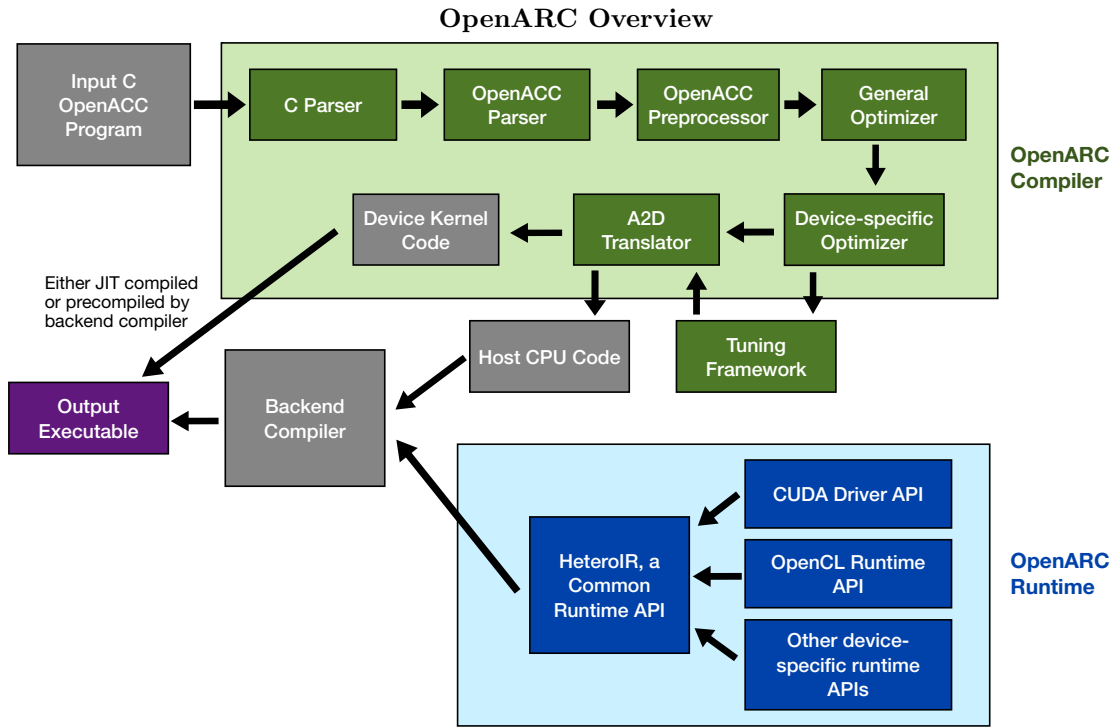 OpenARC Overview
Input C
OpenACC
Program
C Parser
OpenACC
Parser
OpenACC
Preprocessor
General
Optimizer
OpenARC
Compiler
Device Kernel
Code
A2D
Translator
Device-specific
Optimizer
Either JIT compiled
or precompiled by
backend compiler
Host CPU Code
Tuning
Framework
Output
Executable
Backend
Compiler
CUDA Driver API
HeteroIR, a
Common
Runtime API
OpenCL Runtime
API
OpenARC
Runtime
Other device-
specific runtime
APIs